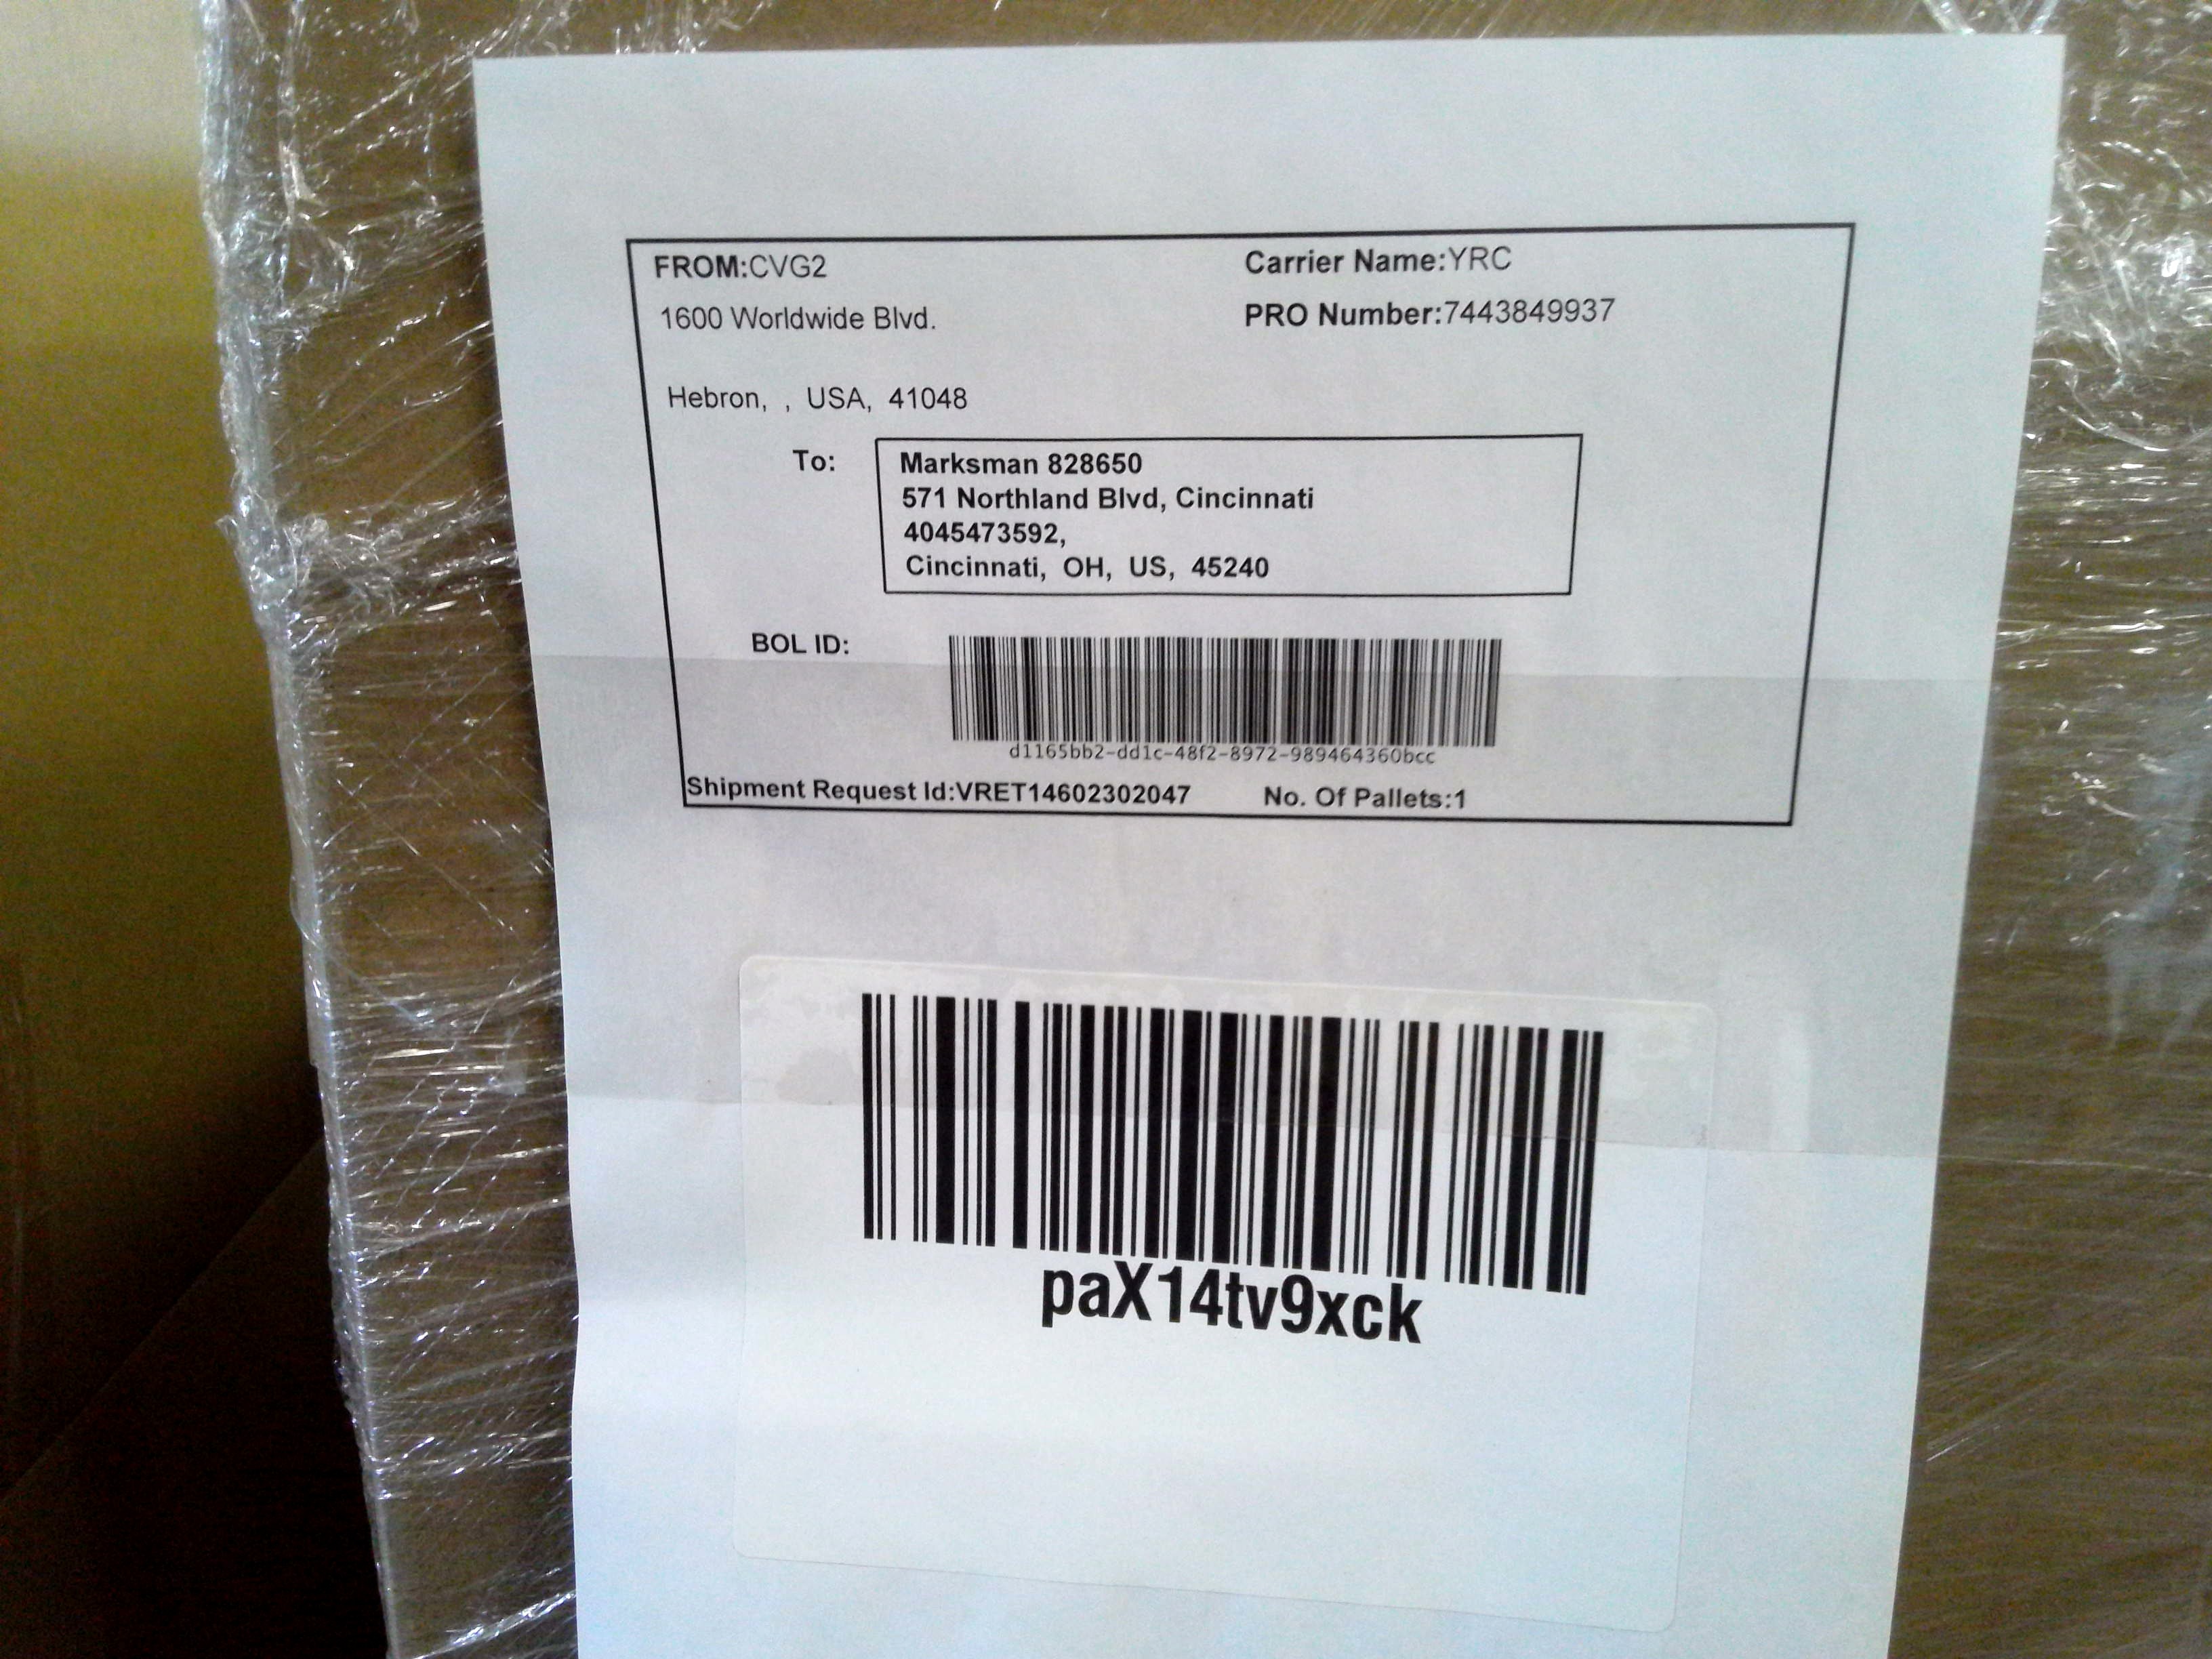 FROM:CVG2
Carrier Name:YRC
1600 Worldwide Blvd.
PRO Number:7443849937
Hebron, , USA, 41048
To:
Marksman 828650
571 Northland Blvd, Cincinnati
4045473592,
Cincinnati, OH, US, 45240
BOL ID:
d1165bb2-dd1c-48f2-8972-989464360bcc
Shipment Request Id:VRET14602302047
No. Of Pallets:1
paX14tv9xck